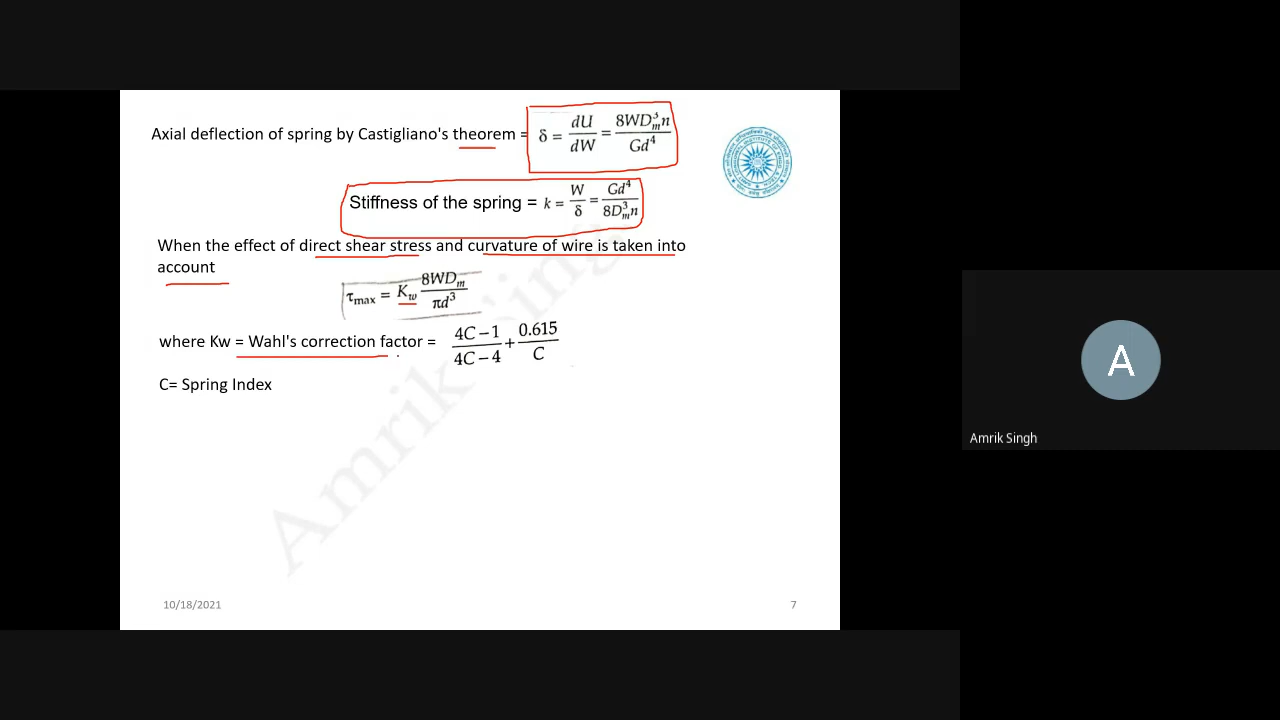 Axial deflection of spring by Castigliano's theorem = δ = dU/dW = 8WD_m^3n/Gd^4
Stiffness of the spring = k = W/δ = Gd^4/8D_m^3n
When the effect of direct shear stress and curvature of wire is taken into
account
τ_max = K_w 8WD_m/πd^3
where Kw = Wahl's correction factor = 4C−1/4C−4 + 0.615/C
C= Spring Index
Amrik Singh
10/18/2021
7
A
Amrik Singh